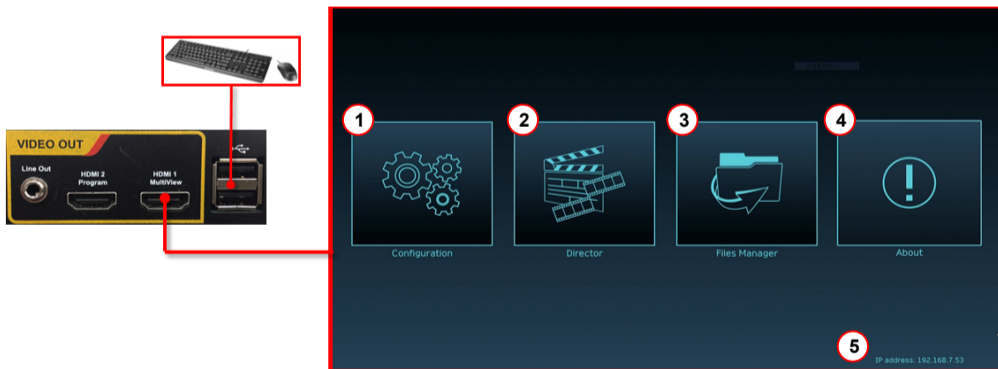 VIDEO OUT
Line Out
HDMI 2
Program
HDMI 1
MultiView
1
2
3
4
Configuration
Director
Files Manager
About
5
IP address: 192.168.7.53